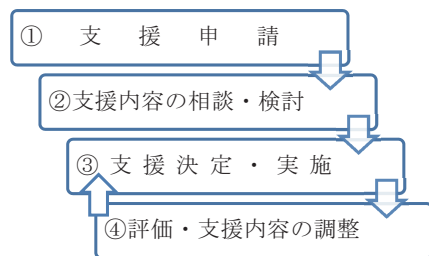 ① 支援申請
②支援内容の相談・検討
③支援決定・実施
④評価・支援内容の調整